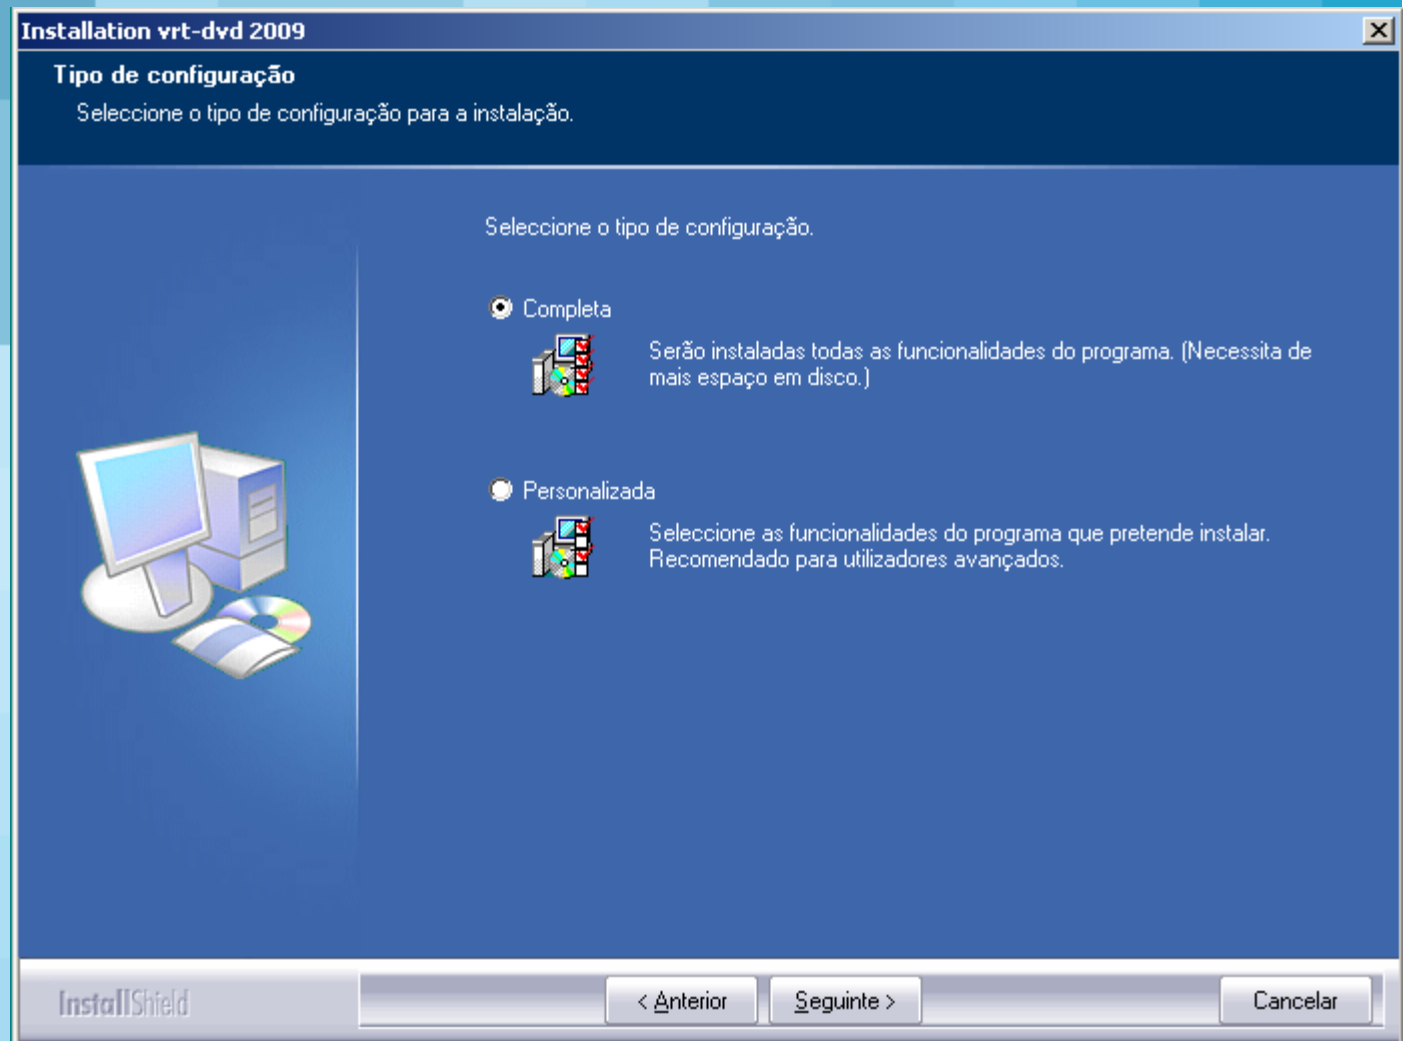 Installation vrt-dvd 2009
Tipo de configuração
Seleccione o tipo de configuração para a instalação.
Seleccione o tipo de configuração.
Completa
Serão instaladas todas as funcionalidades do programa. (Necessita de
mais espaço em disco.)
Personalizada
Seleccione as funcionalidades do programa que pretende instalar.
Recomendado para utilizadores avançados.
InstallShield
< Anterior
Seguinte >
Cancelar